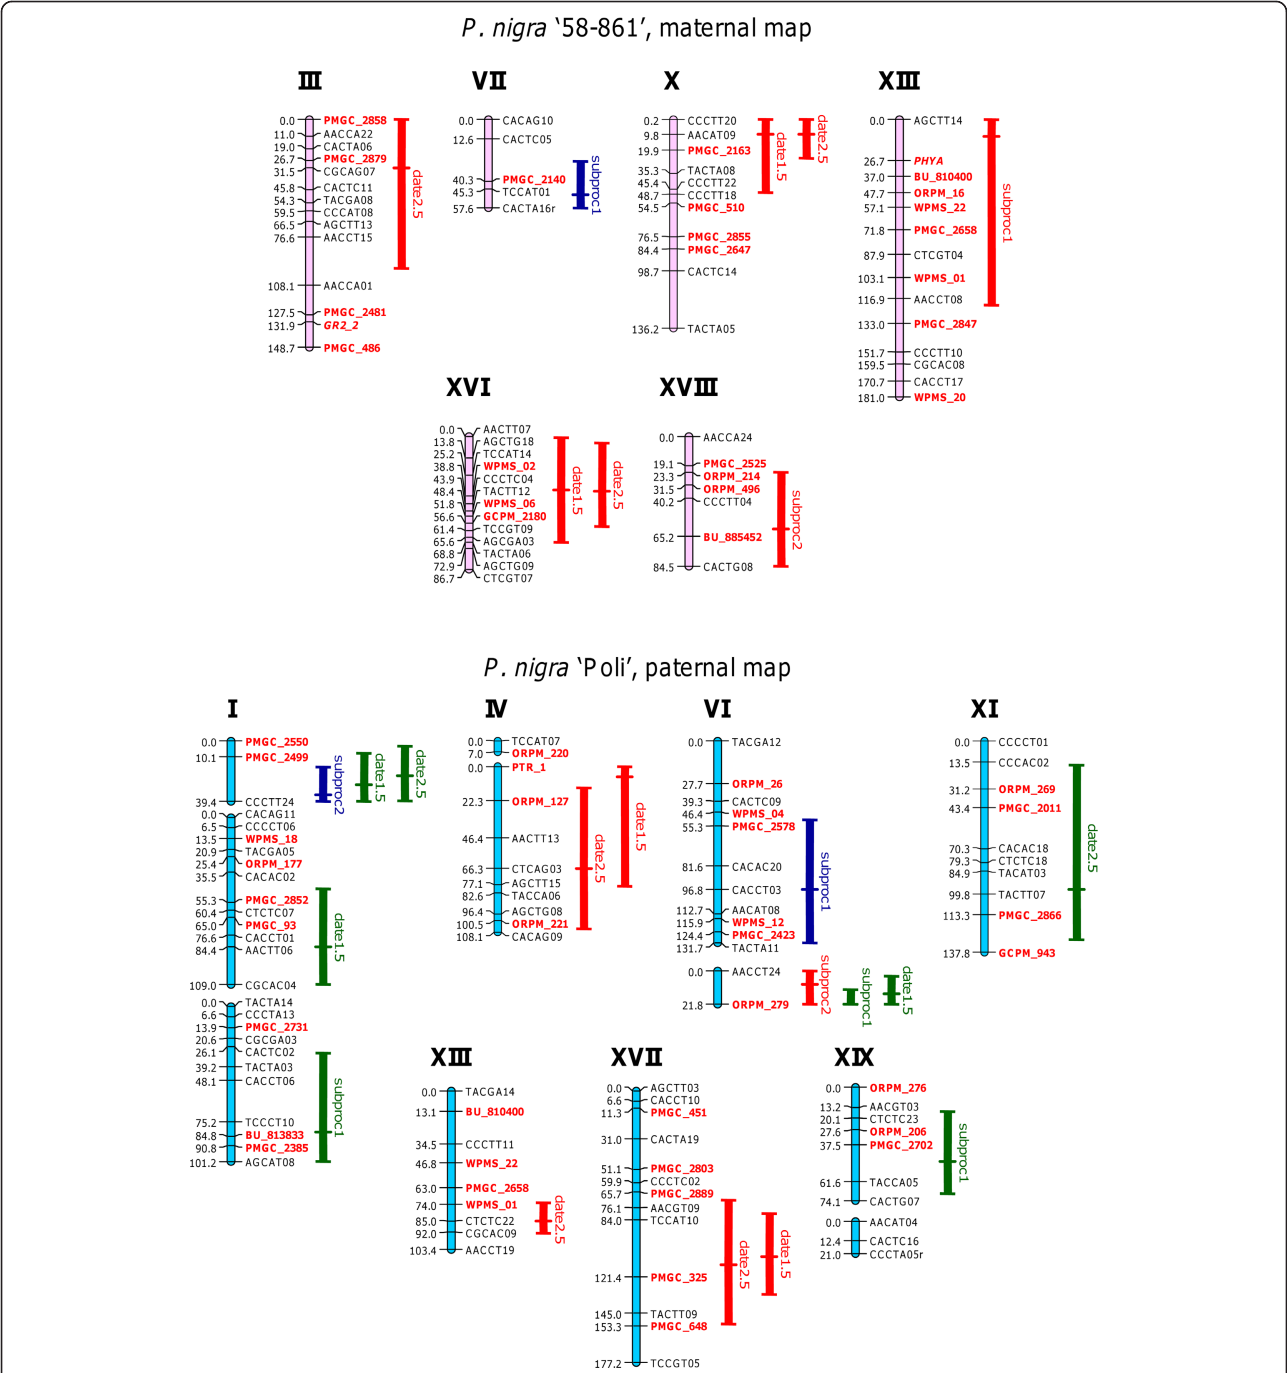 P. nigra ‘58-861’, maternal map
III
0.0 PMGC_2858
11.0 AACCA22
19.0 CACTA06
26.7 PMGC_2879
31.5 CGCAG07
45.8 CACTC11
54.3 TACGA08
59.5 CCCAT08
66.5 AGCTT13
76.6 AACCT15
108.1 AACCA01
127.5 PMGC_2481
131.9 GR2_2
148.7 PMGC_486
date2.5
VII
0.0 CACAG10
12.6 CACTC05
40.3 PMGC_2140
45.3 TCCAT01
57.6 CACTA16r
subproc1
X
0.2 CCCTT20
9.8 AACAT09
19.9 PMGC_2163
35.3 TACTA08
45.4 CCCTT22
48.7 CCCTT18
54.5 PMGC_510
76.5 PMGC_2855
84.4 PMGC_2647
98.7 CACTC14
136.2 TACTA05
date1.5
date2.5
XIII
0.0 AGCTT14
26.7 PHYA
37.0 BU_810400
47.7 ORPM_16
57.1 WPMS_22
71.8 PMGC_2658
87.9 CTCGT04
103.1 WPMS_01
116.9 AACCT08
133.0 PMGC_2847
151.7 CCCTT10
159.5 CGCAC08
170.7 CACCT17
181.0 WPMS_20
subproc1
XVI
0.0 AACTT07
13.8 AGCTG18
25.2 TCCAT14
38.8 WPMS_02
43.9 CCCTC04
48.4 TACTT12
51.8 WPMS_06
56.6 GCPM_2180
61.4 TCCGT09
65.6 AGCGA03
68.8 TACTA06
72.9 AGCTG09
86.7 CTCGT07
date1.5
date2.5
XVIII
0.0 AACCA24
19.1 PMGC_2525
23.3 ORPM_214
31.5 ORPM_496
40.2 CCCTT04
65.2 BU_885452
84.5 CACTG08
subproc2
P. nigra ‘Poli’, paternal map
I
0.0 PMGC_2550
10.1 PMGC_2499
39.4 CCCTT24
subproc2
date1.5
date2.5
0.0 CACAG11
6.5 CCCCT06
13.5 WPMS_18
20.9 TACGA05
25.4 ORPM_177
35.5 CACAC02
55.3 PMGC_2852
60.4 CTCTC07
65.0 PMGC_93
76.6 CACCT01
84.4 AACTT06
109.0 CGCAC04
date1.5
0.0 TACTA14
6.6 CCCTA13
13.9 PMGC_2731
20.6 CGCGA03
26.1 CACTC02
39.2 TACTA03
48.1 CACCT06
75.2 TCCCT10
84.8 BU_813833
90.8 PMGC_2385
101.2 AGCAT08
subproc1
IV
0.0 TCCAT07
7.0 ORPM_220
0.0 PTR_1
22.3 ORPM_127
46.4 AACTT13
66.3 CTCAG03
77.1 AGCTT15
82.6 TACCA06
96.4 AGCTG08
100.5 ORPM_221
108.1 CACAG09
date2.5
date1.5
VI
0.0 TACGA12
27.7 ORPM_26
39.3 CACTC09
46.4 WPMS_04
55.3 PMGC_2578
81.6 CACAC20
96.8 CACCT03
112.7 AACAT08
115.9 WPMS_12
124.4 PMGC_2423
131.7 TACTA11
subproc1
0.0 AACCT24
21.8 ORPM_279
subproc2
subproc1
date1.5
XI
0.0 CCCCT01
13.5 CCCAC02
31.2 ORPM_269
43.4 PMGC_2011
70.3 CACAC18
79.3 CTCTC18
84.9 TACAT03
99.8 TACTT07
113.3 PMGC_2866
137.8 GCPM_943
date2.5
XIII
0.0 TACGA14
13.1 BU_810400
34.5 CCCTT11
46.8 WPMS_22
63.0 PMGC_2658
74.0 WPMS_01
85.0 CTCTC22
92.0 CGCAC09
103.4 AACCT19
date2.5
XVII
0.0 AGCTT03
6.6 CACCT10
11.3 PMGC_451
31.0 CACTA19
51.1 PMGC_2803
59.9 CCCTC02
65.7 PMGC_2889
76.1 AACGT09
84.0 TCCAT10
121.4 PMGC_325
145.0 TACTT09
153.3 PMGC_648
177.2 TCCGT05
date2.5
date1.5
XIX
0.0 ORPM_276
13.2 AACGT03
20.1 CTCTC23
27.6 ORPM_206
37.5 PMGC_2702
61.6 TACCA05
74.1 CACTG07
subproc1
0.0 AACAT04
12.4 CACTC16
21.0 CCCTA05r